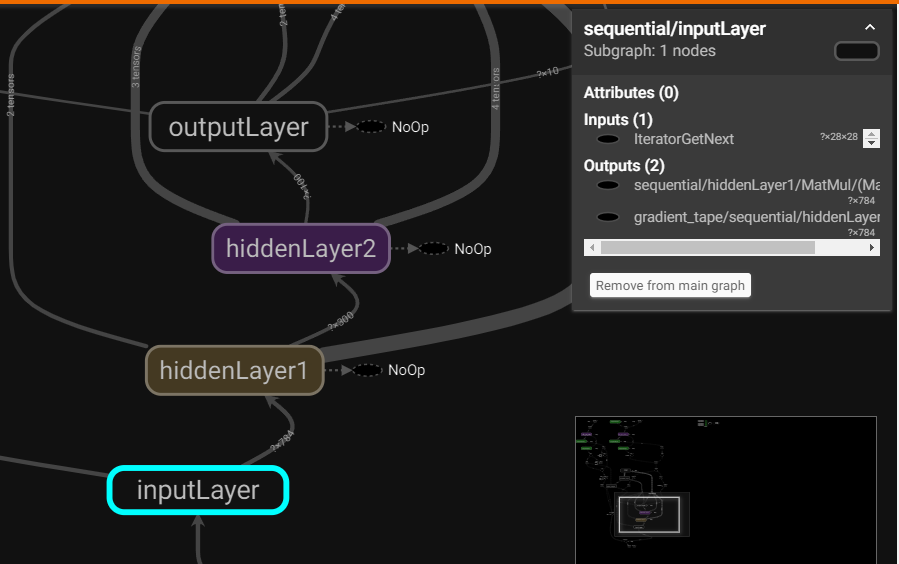 sequential/inputLayer
Subgraph: 1 nodes
Attributes (0)
Inputs (1)
IteratorGetNext
?×28×28
Outputs (2)
sequential/hiddenLayer1/MatMul/(Ma
?×784
gradient_tape/sequential/hiddenLayer
?×784
Remove from main graph
2 tensors
3 tensors
2 ten
4 ten
4 tensors
?×10
outputLayer
NoOp
?×100
hiddenLayer2
NoOp
?×300
hiddenLayer1
NoOp
?×784
inputLayer